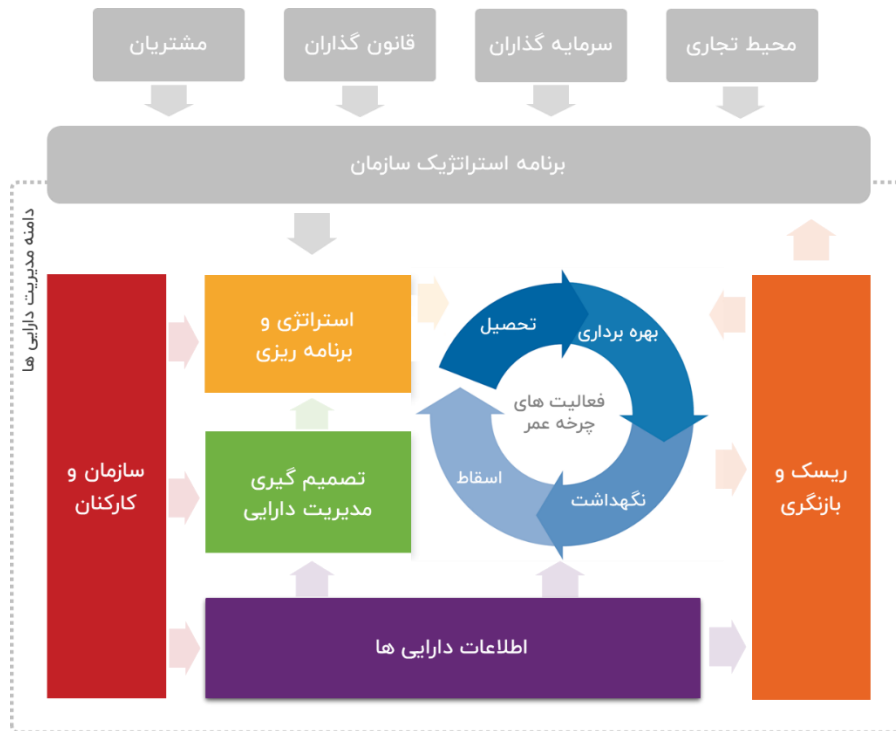 محیط تجاری
سرمایه گذاران
قانون گذاران
مشتریان
برنامه استراتژیک سازمان
دامنه مدیریت دارایی ها
سازمان و
کارکنان
استراتژی و
برنامه ریزی
تصمیم گیری
مدیریت دارایی
تحصیل
بهره برداری
نگهداشت
اسقاط
فعالیت های
چرخه عمر
ریسک و
بازنگری
اطلاعات دارایی ها